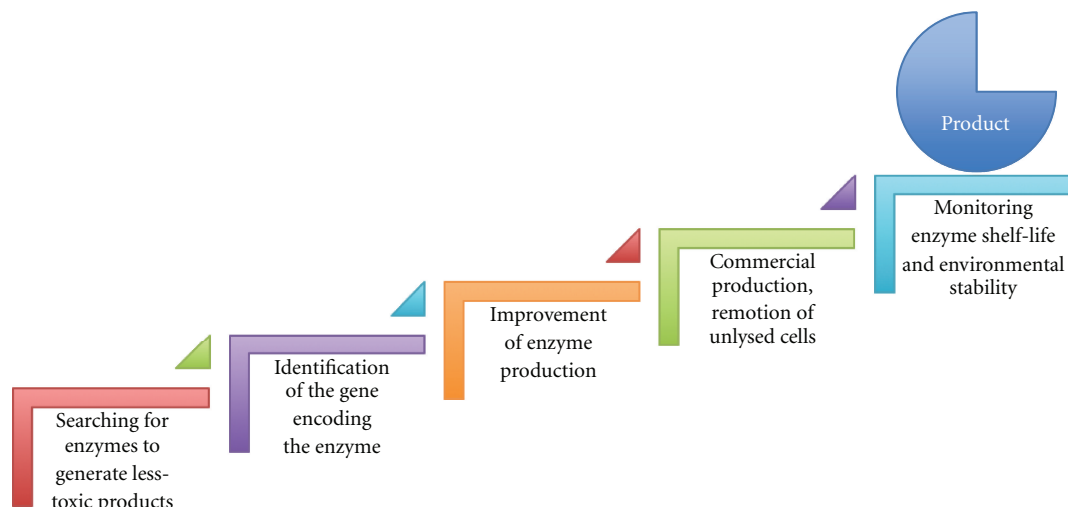 Searching for
enzymes to
generate less-
toxic products
Identification
of the gene
encoding
the enzyme
Improvement
of enzyme
production
Commercial
production,
remotion of
unlysed cells
Monitoring
enzyme shelf-life
and environmental
stability
Product